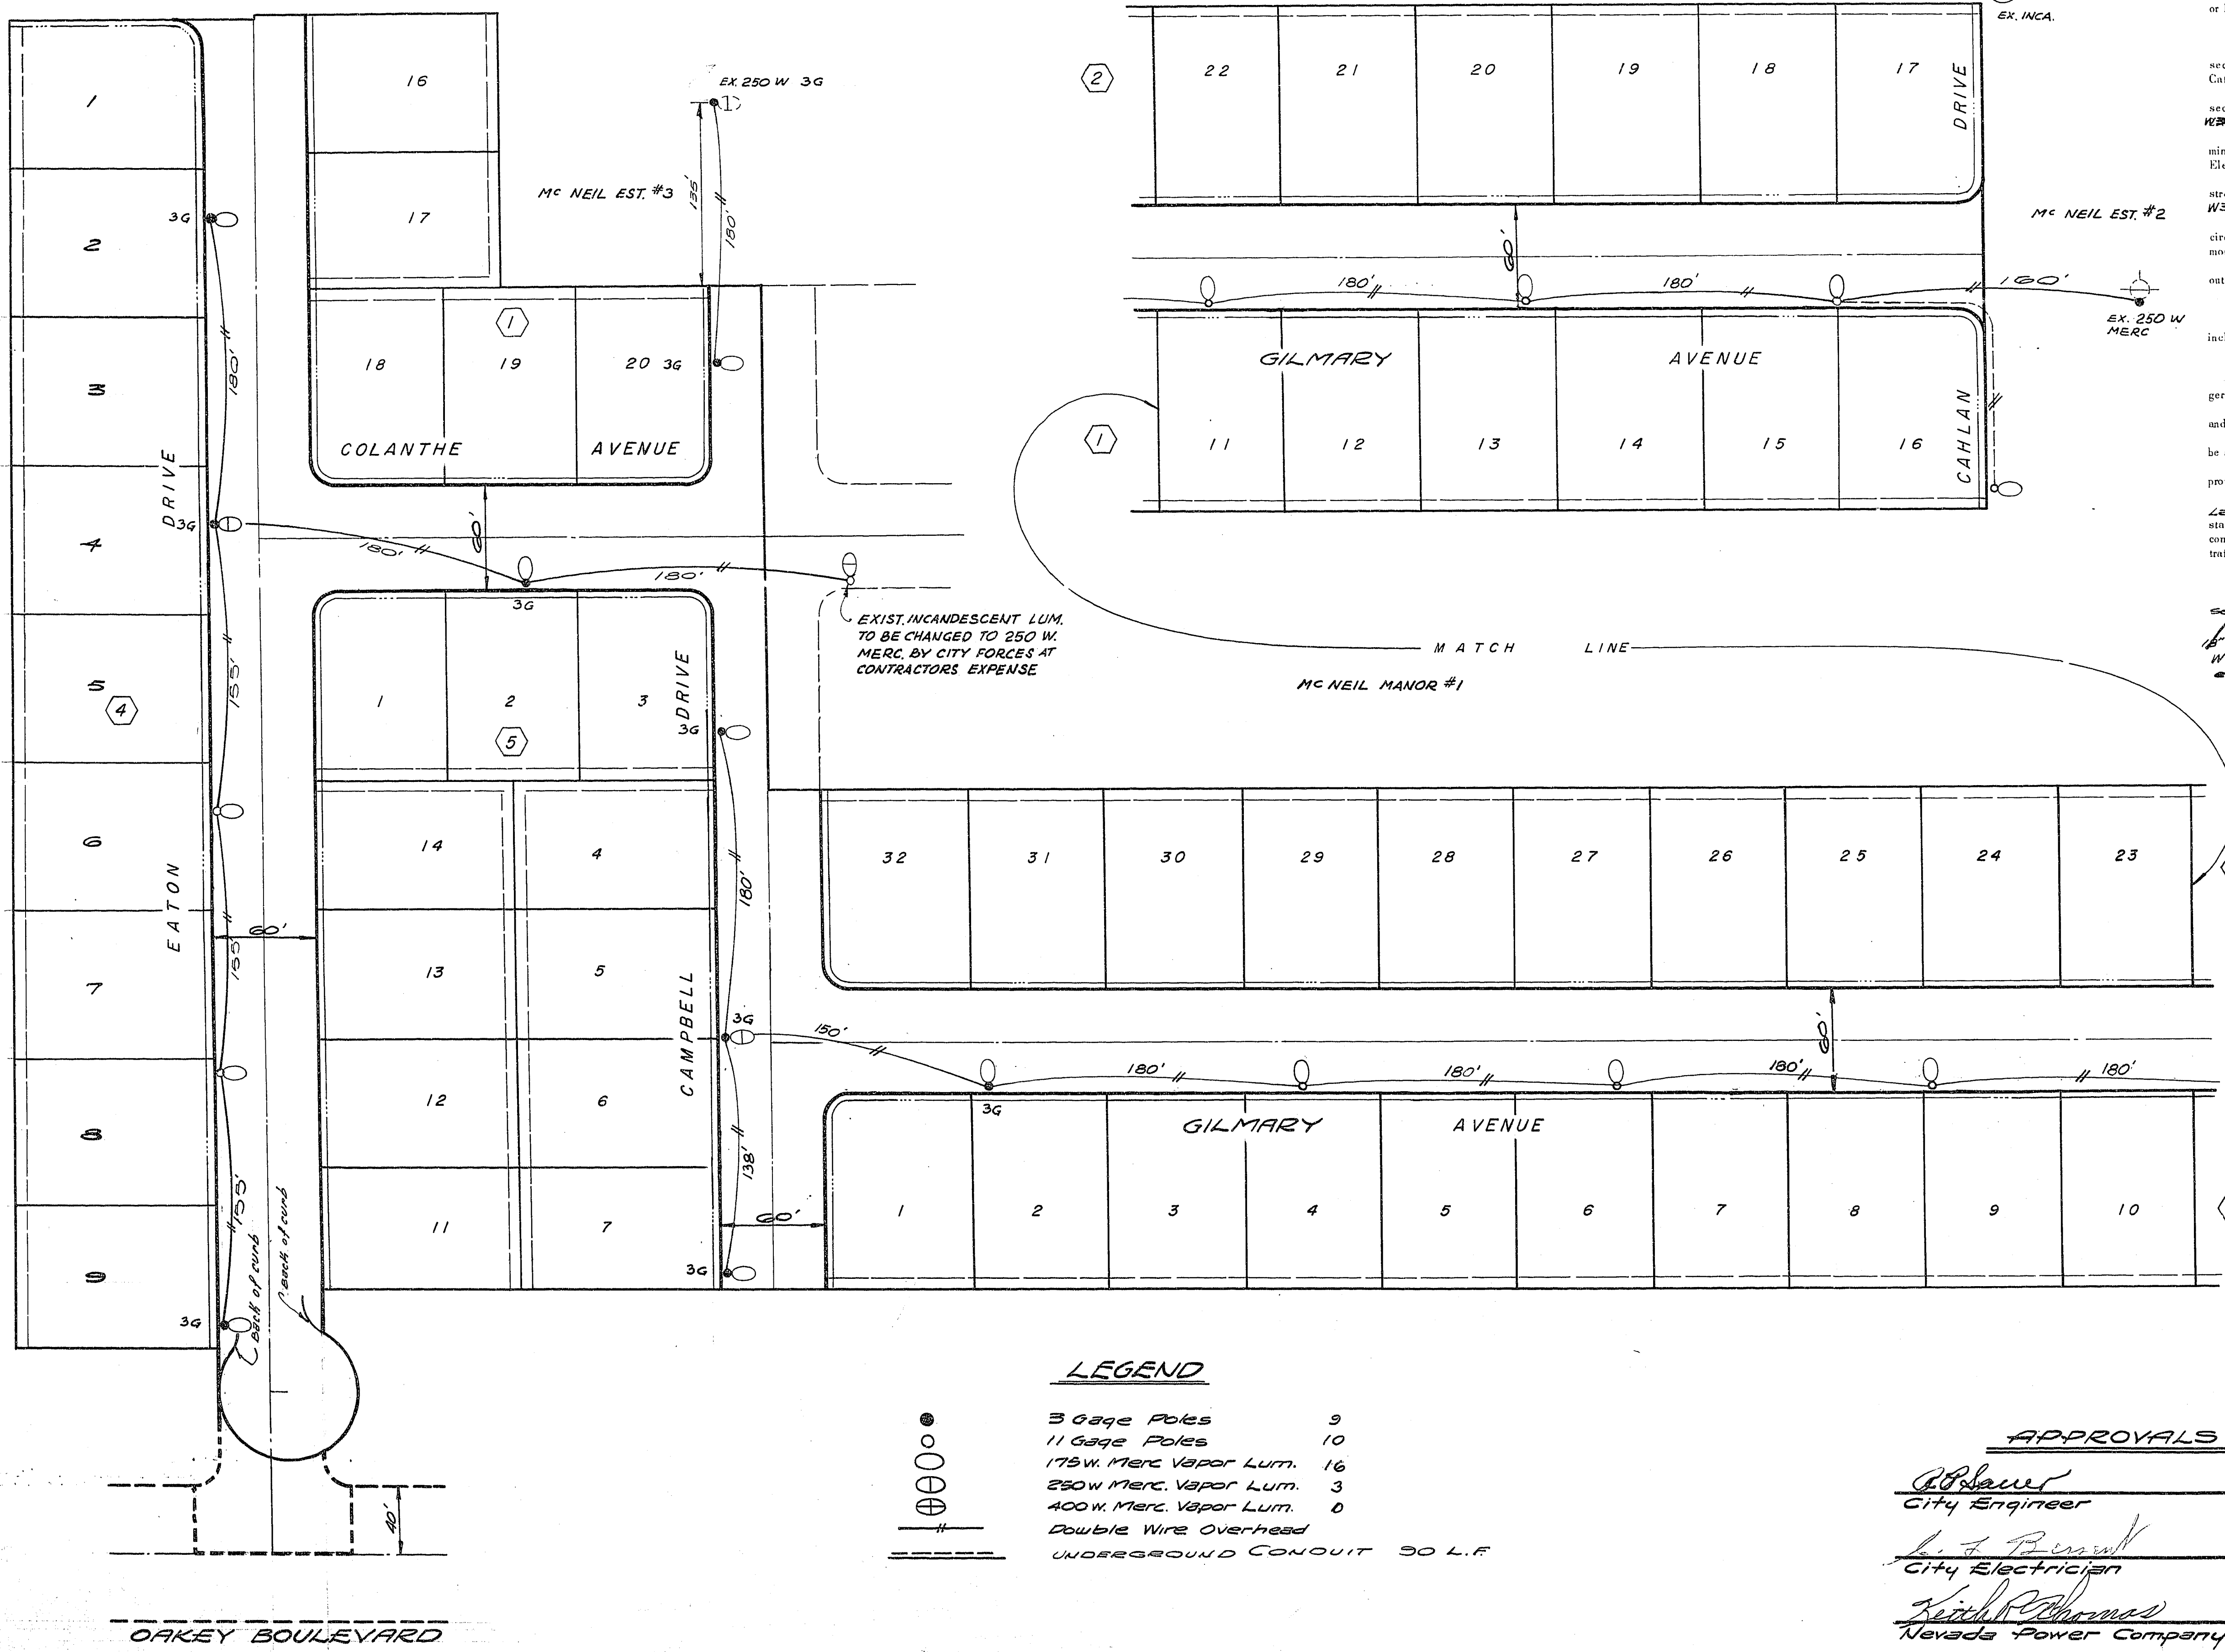 EX. INCA.
or
EX. 250 W 3G
1
16
2
22
21
20
19
18
17
DRIVE
135'
180'
MC NEIL EST. #3
17
3G
2
60'
MC NEIL EST. #2
180'
180'
160'
EX. 250 W
MERC
1
18
19
20 3G
3
180'
GILMARY
AVENUE
COLANTHE
AVENUE
1
11
12
13
14
15
16
CAHLAN
DRIVE
3G
4
180'
60'
180'
3G
EXIST. INCANDESCENT LUM.
TO BE CHANGED TO 250 W.
MERC. BY CITY FORCES AT
CONTRACTORS EXPENSE
MATCH LINE
MC NEIL MANOR #1
155'
5
4
1
2
3
5
DRIVE
3G
6
14
4
180'
32
31
30
29
28
27
26
25
24
23
EATON
60'
155'
7
13
5
CAMPBELL
3G
150'
60'
180'
180'
180'
180'
3G
8
12
6
138'
GILMARY
AVENUE
155'
9
11
7
60'
1
2
3
4
5
6
7
8
9
10
3G
3G
Back of curb
Back of curb
40'
OAKEY BOULEVARD
LEGEND
3 Gage Poles 9
11 Gage Poles 10
175 W. Merc Vapor Lum. 16
250 W Merc. Vapor Lum. 3
400 W. Merc. Vapor Lum. 0
Double Wire Overhead
UNDERGROUND CONDUIT 90 L.F.
APPROVALS
City Engineer
City Electrician
Keith R Thomas
Nevada Power Company